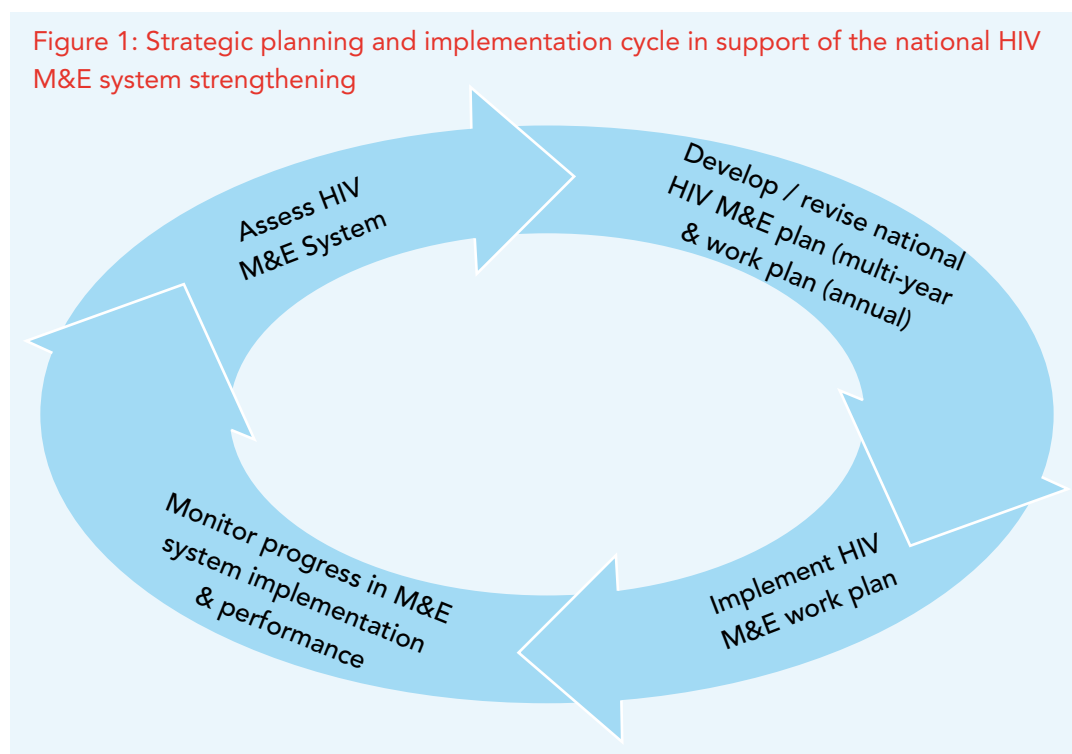 Figure 1: Strategic planning and implementation cycle in support of the national HIV
M&E system strengthening
Assess HIV
M&E System
Develop / revise national
HIV M&E plan (multi-year
& work plan (annual)
Implement HIV
M&E work plan
Monitor progress in M&E
system implementation
& performance